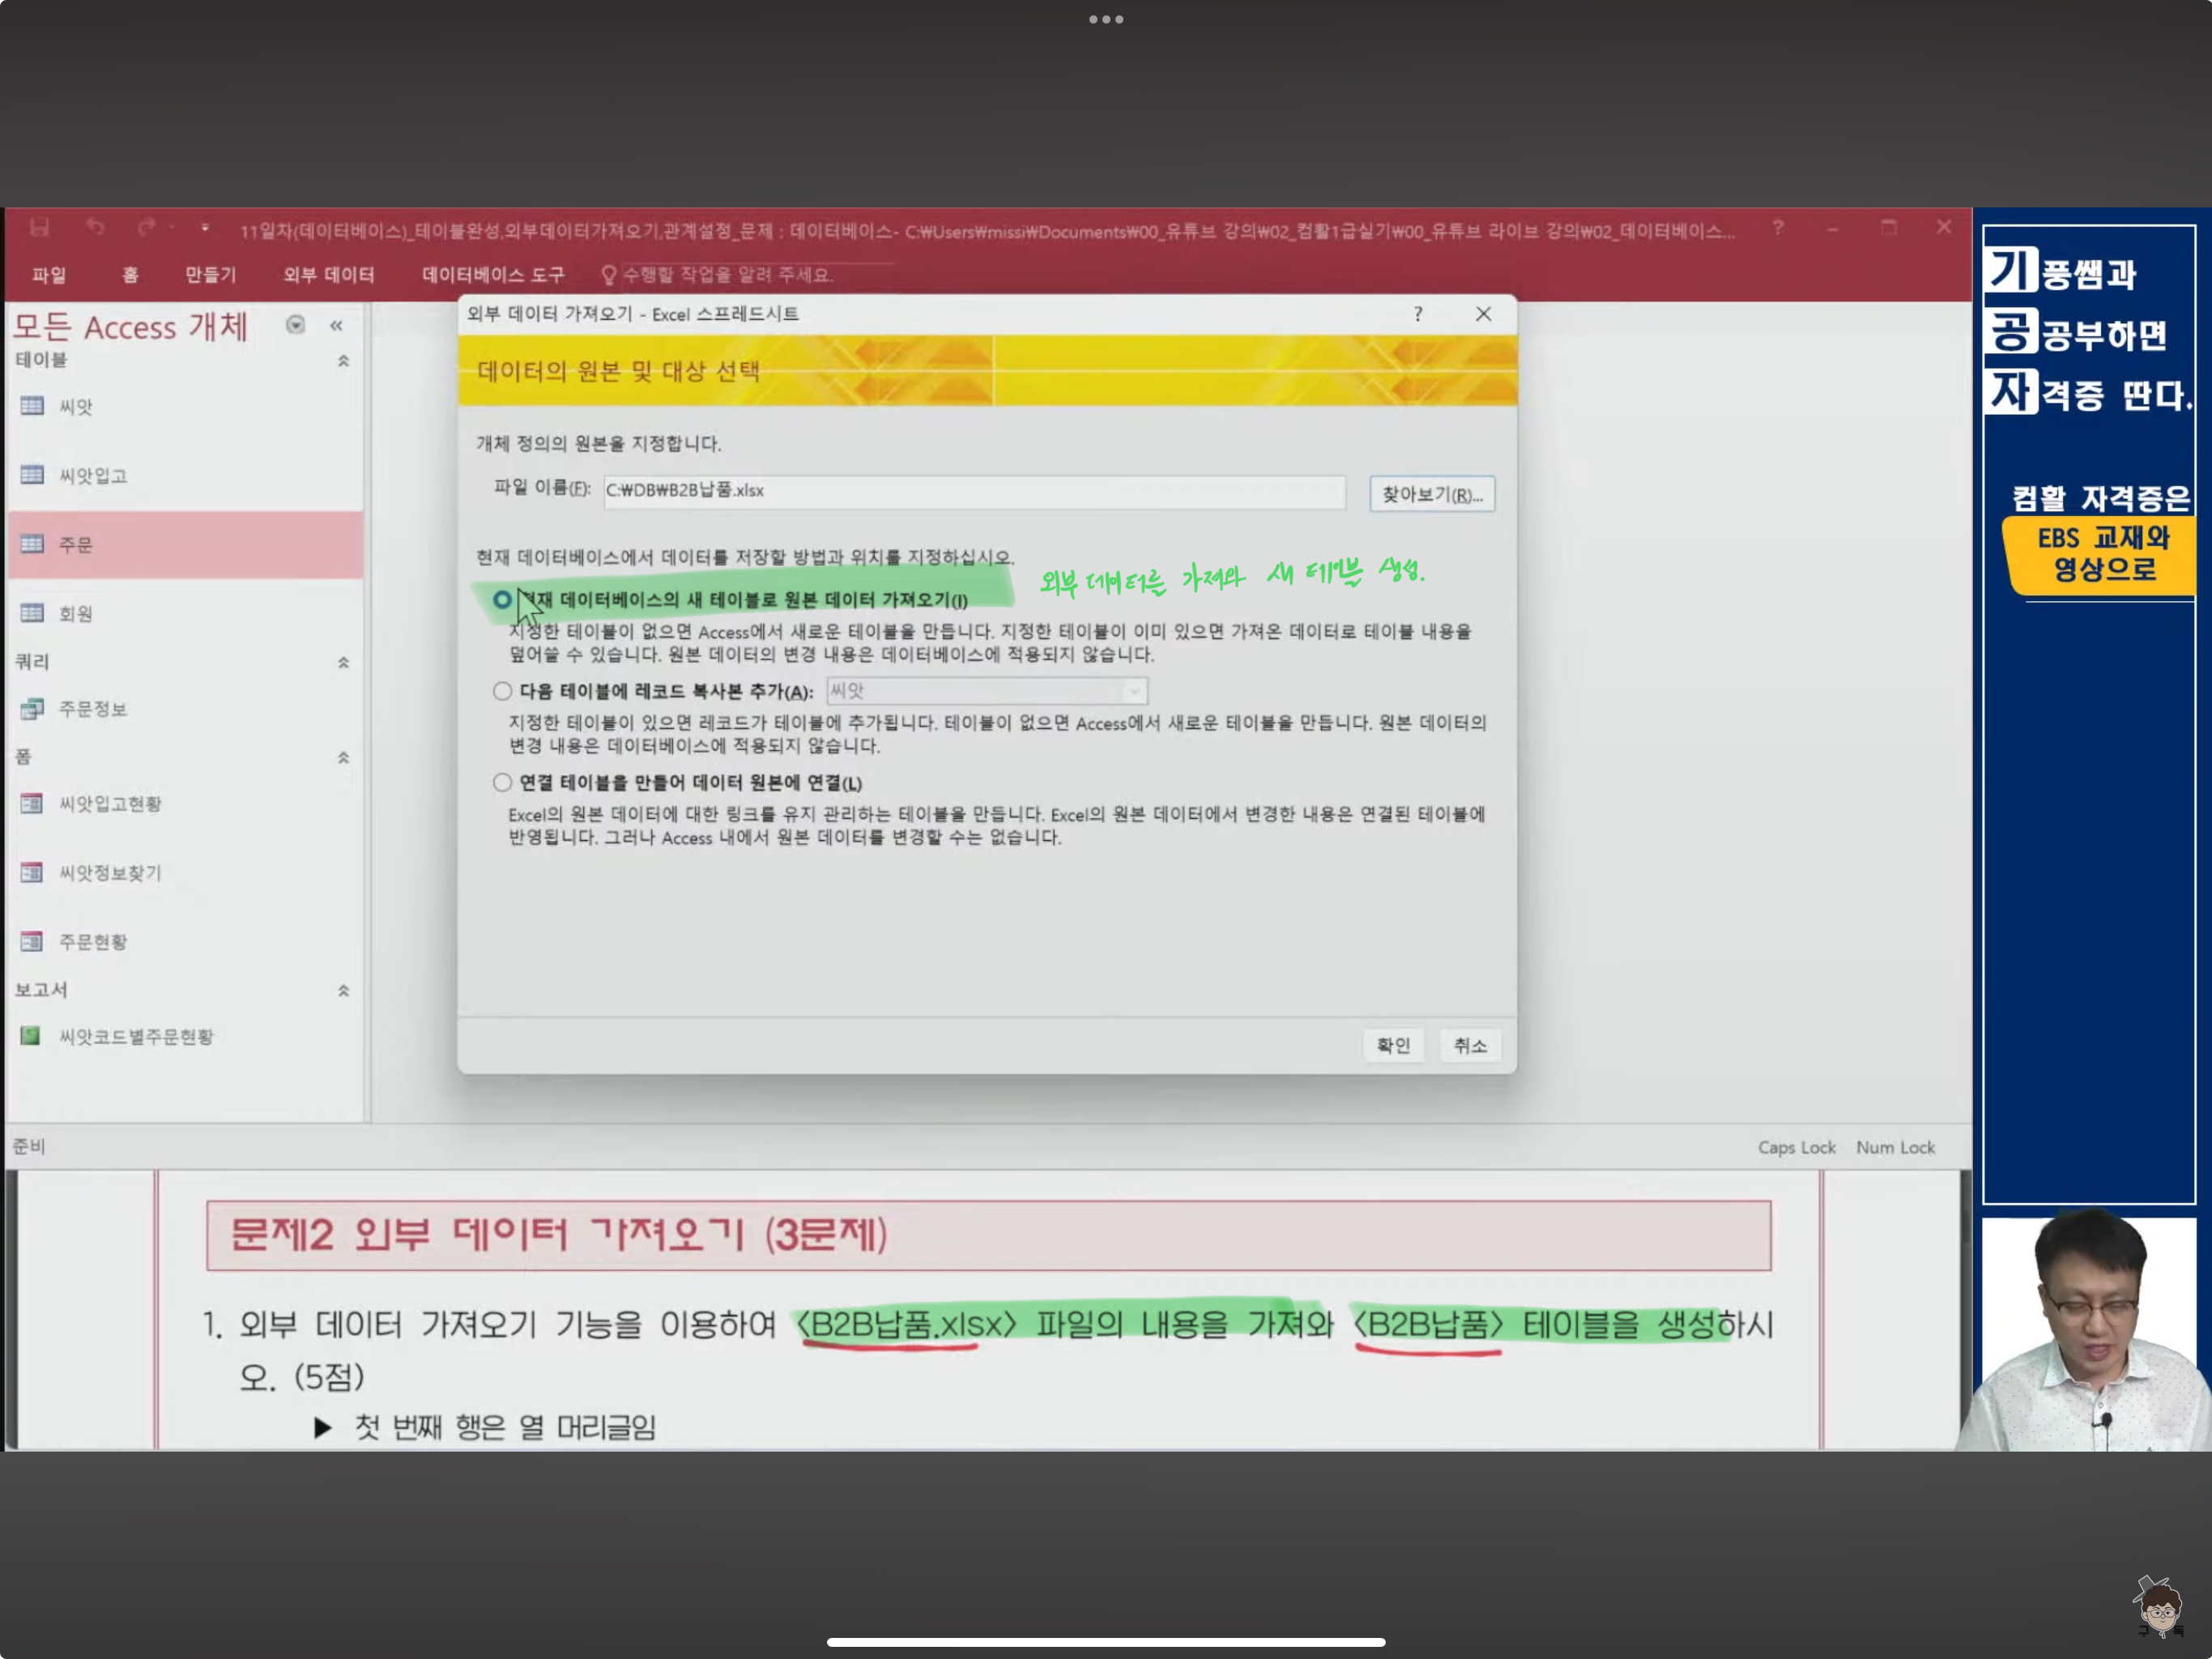 11일차(데이터베이스)_테이블완성,외부데이터가져오기,관계설정_문제 : 데이터베이스- C:₩Users₩missi₩Documents₩00_유튜브 강의₩02_컴활1급실기₩00_유튜브 라이브 강의₩02_데이터베이스...
파일 홈 만들기 외부 데이터 데이터베이스 도구 수행할 작업을 알려 주세요.
모든 Access 개체
테이블
씨앗
씨앗입고
주문
회원
쿼리
주문정보
폼
씨앗입고현황
씨앗정보찾기
주문현황
보고서
씨앗코드별주문현황
외부 데이터 가져오기 - Excel 스프레드시트
데이터의 원본 및 대상 선택
개체 정의의 원본을 지정합니다.
파일 이름(F): C:₩DB₩B2B납품.xlsx 찾아보기(R)...
현재 데이터베이스에서 데이터를 저장할 방법과 위치를 지정하십시오.
외부 데이터를 가져와 새 테이블 생성.
현재 데이터베이스의 새 테이블로 원본 데이터 가져오기(I)
지정한 테이블이 없으면 Access에서 새로운 테이블을 만듭니다. 지정한 테이블이 이미 있으면 가져온 데이터로 테이블 내용을
덮어쓸 수 있습니다. 원본 데이터의 변경 내용은 데이터베이스에 적용되지 않습니다.
다음 테이블에 레코드 복사본 추가(A): 씨앗
지정한 테이블이 있으면 레코드가 테이블에 추가됩니다. 테이블이 없으면 Access에서 새로운 테이블을 만듭니다. 원본 데이터의
변경 내용은 데이터베이스에 적용되지 않습니다.
연결 테이블을 만들어 데이터 원본에 연결(L)
Excel의 원본 데이터에 대한 링크를 유지 관리하는 테이블을 만듭니다. Excel의 원본 데이터에서 변경한 내용은 연결된 테이블에
반영됩니다. 그러나 Access 내에서 원본 데이터를 변경할 수는 없습니다.
확인 취소
준비
Caps Lock Num Lock
문제2 외부 데이터 가져오기 (3문제)
1. 외부 데이터 가져오기 기능을 이용하여 〈B2B납품.xlsx〉 파일의 내용을 가져와 〈B2B납품〉 테이블을 생성하시
오. (5점)
▶ 첫 번째 행은 열 머리글임
기풍쌤과
공공부하면
자격증 딴다.
컴활 자격증은
EBS 교재와
영상으로
구독